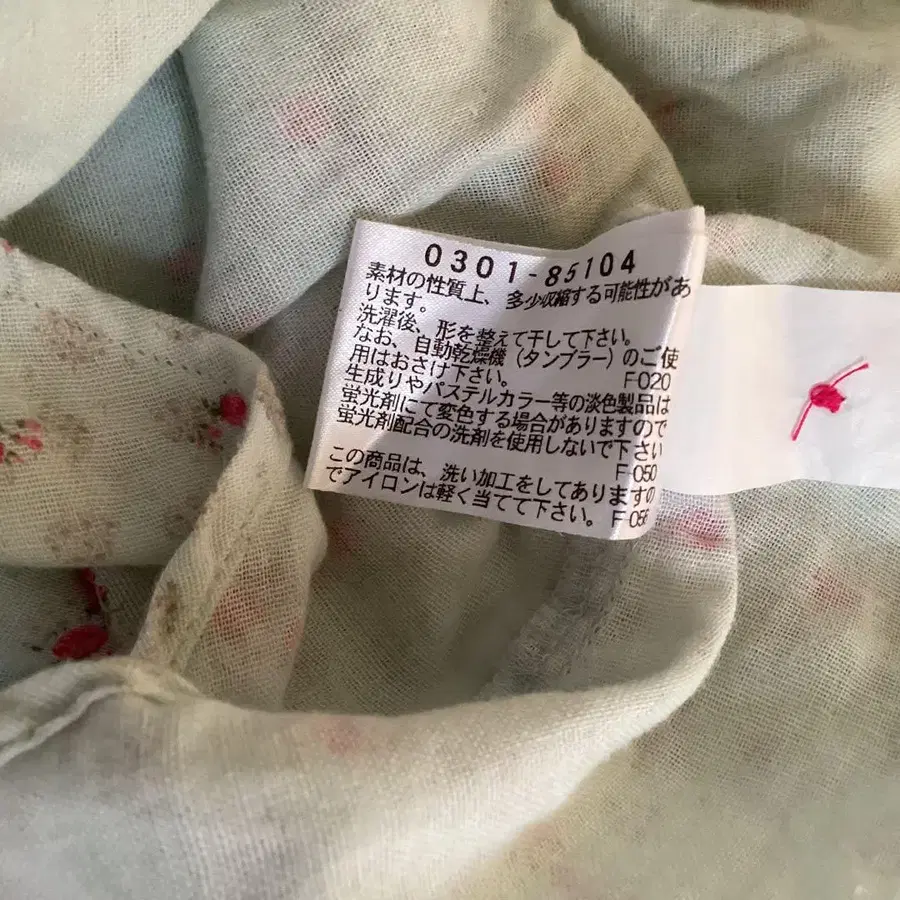 0301-85104
素材の性質上、多少収縮する可能性があ
ります。
洗濯後、形を整えて干して下さい。
なお、自動乾燥機（タンブラー）のご使
用はおさけ下さい。 F020
生成りやパステルカラー等の淡色製品は
蛍光剤にて変色する場合がありますので
蛍光剤配合の洗剤を使用しないで下さい
F-050
この商品は、洗い加工をしてありますの
でアイロンは軽く当てて下さい。 F-056